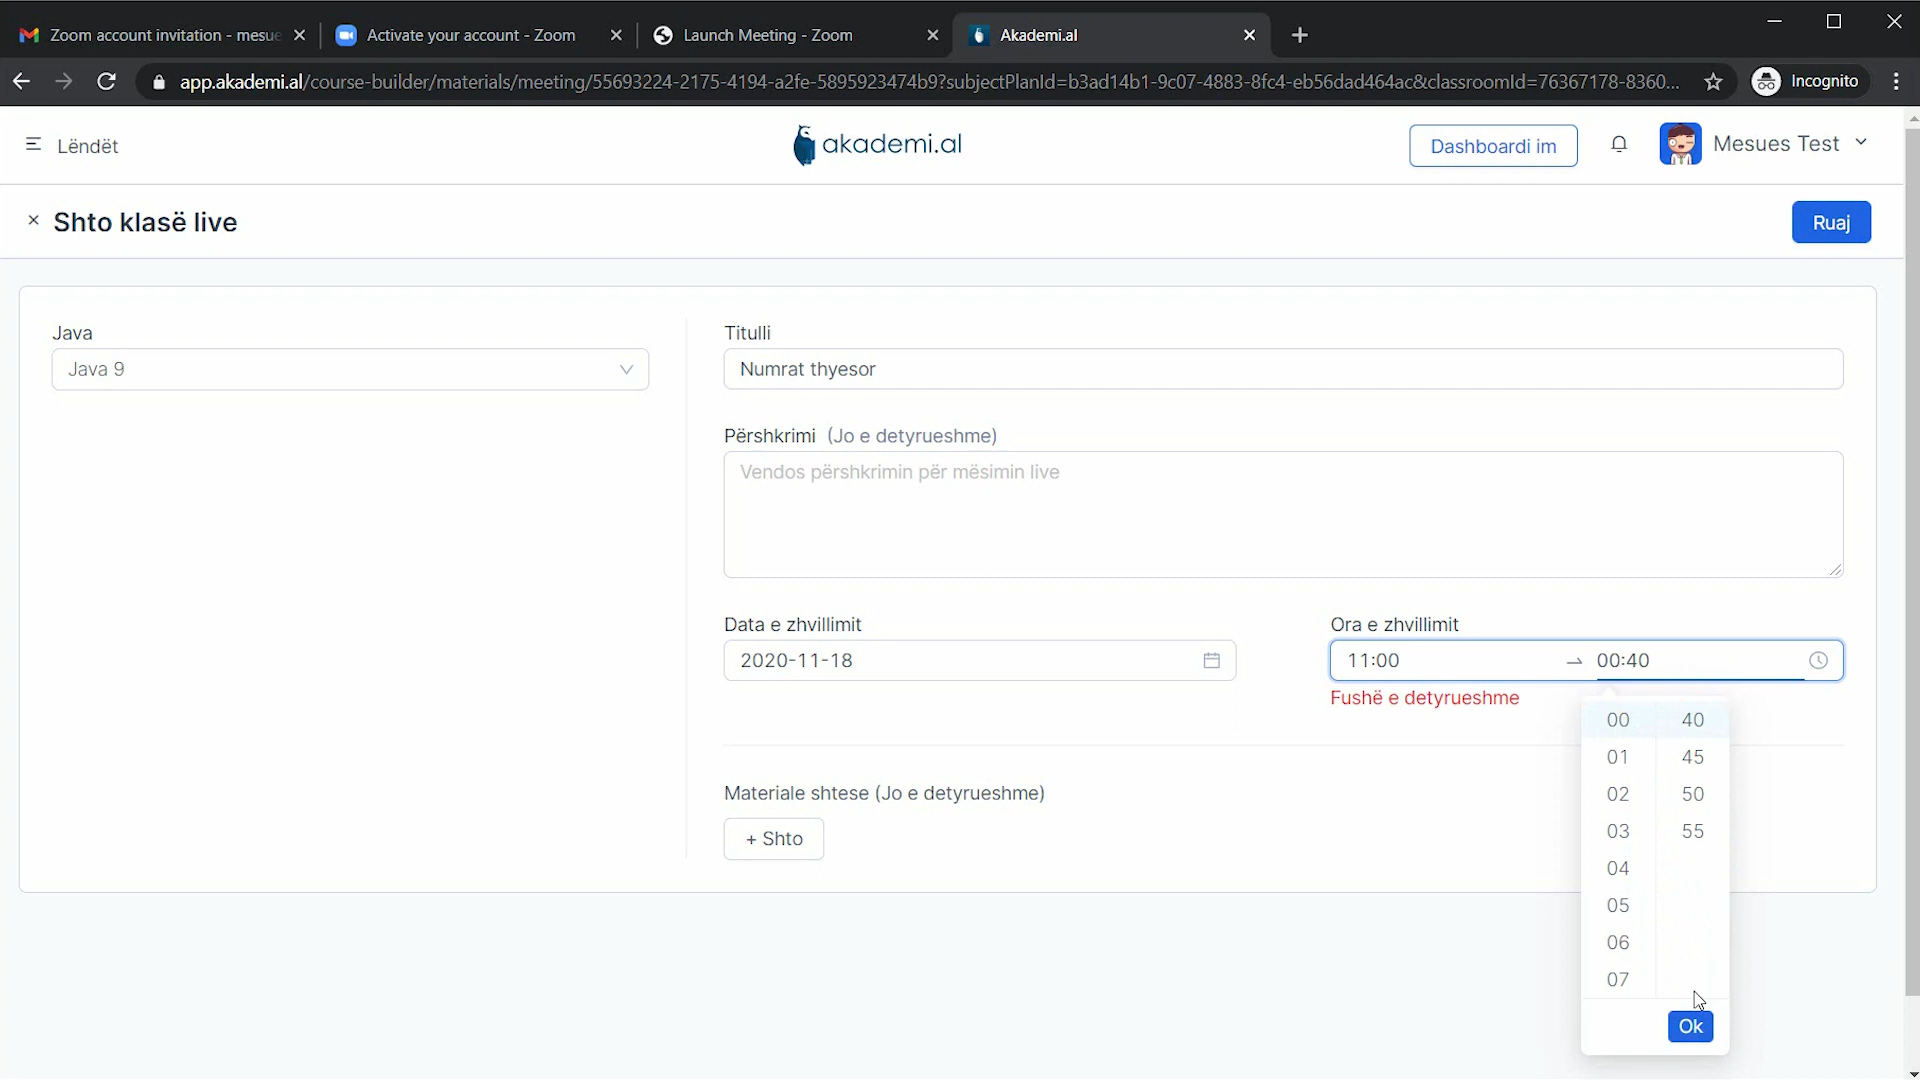 Zoom account invitation - mesue
Activate your account - Zoom
Launch Meeting - Zoom
Akademi.al
app.akademi.al/course-builder/materials/meeting/55693224-2175-4194-a2fe-5895923474b9?subjectPlanId=b3ad14b1-9c07-4883-8fc4-eb56dad464ac&classroomId=76367178-8360...
Incognito
Lëndët
akademi.al
Dashboardi im
Mesues Test
× Shto klasë live
Ruaj
Java
Java 9
Titulli
Numrat thyesor
Përshkrimi (Jo e detyrueshme)
Vendos përshkrimin për mësimin live
Data e zhvillimit
2020-11-18
Ora e zhvillimit
11:00 → 00:40
Fushë e detyrueshme
00 40
01 45
02 50
03 55
04
05
06
07
Ok
Materiale shtese (Jo e detyrueshme)
+ Shto